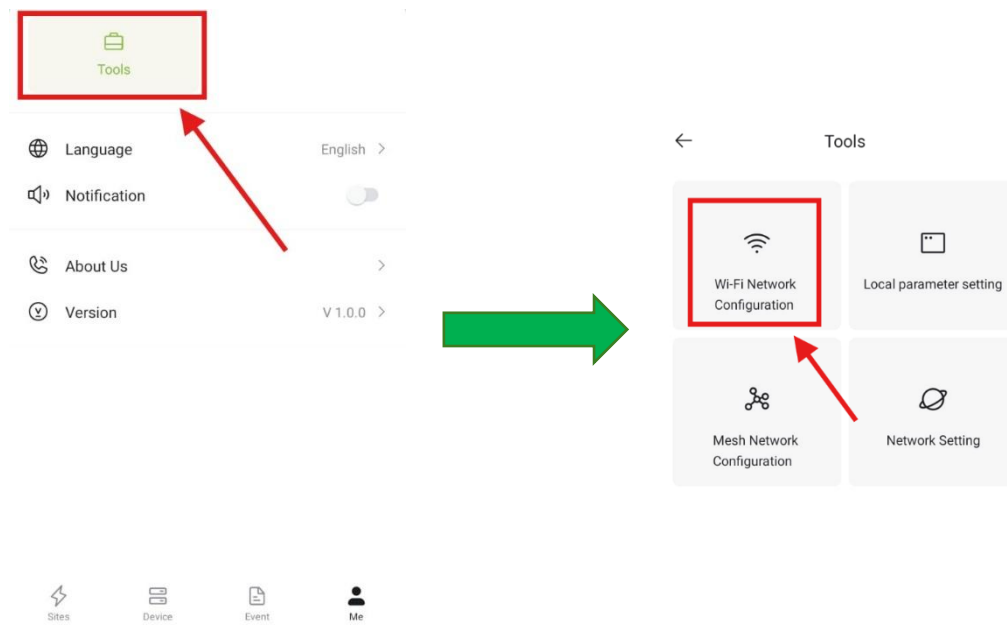 Tools
Language English
Notification
About Us
Version V 1.0.0
Sites Device Event Me
Tools
Wi-Fi Network
Configuration
Local parameter setting
Mesh Network
Configuration
Network Setting